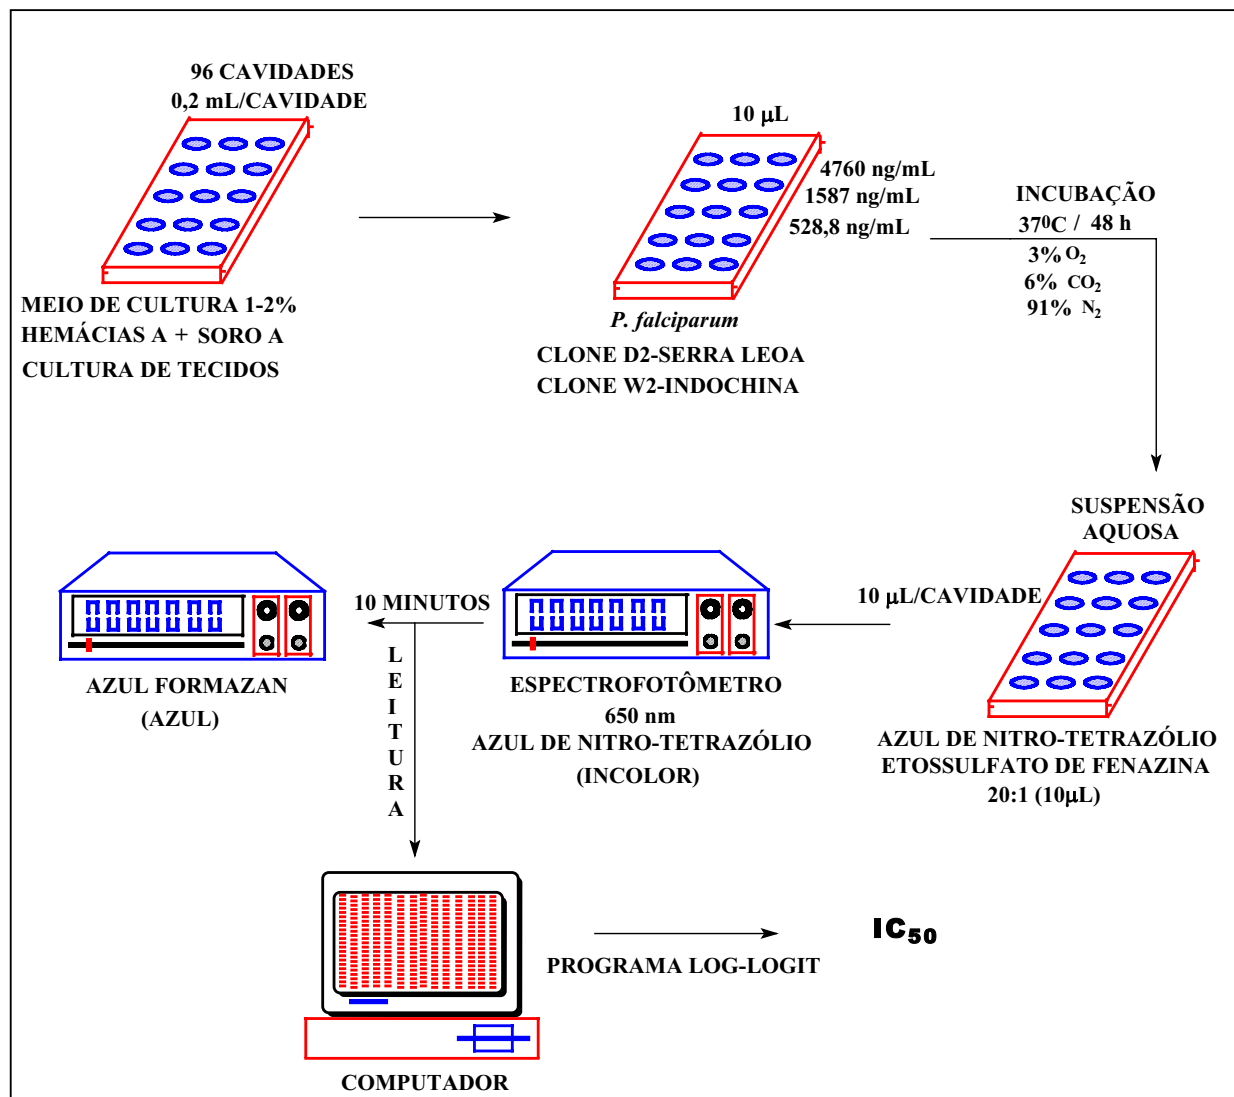 96 CAVIDADES
0,2 mL/CAVIDADE
MEIO DE CULTURA 1-2%
HEMÁCIAS A + SORO A
CULTURA DE TECIDOS
10 µL
4760 ng/mL
1587 ng/mL
528,8 ng/mL
P. falciparum
CLONE D2-SERRA LEOA
CLONE W2-INDOCHINA
INCUBAÇÃO
37⁰C / 48 h
3% O₂
6% CO₂
91% N₂
SUSPENSÃO
AQUOSA
AZUL DE NITRO-TETRAZÓLIO
ETOSSULFATO DE FENAZINA
20:1 (10µL)
10 µL/CAVIDADE
ESPECTROFOTÔMETRO
650 nm
AZUL DE NITRO-TETRAZÓLIO
(INCOLOR)
10 MINUTOS
AZUL FORMAZAN
(AZUL)
LEITURA
COMPUTADOR
PROGRAMA LOG-LOGIT
IC₅₀